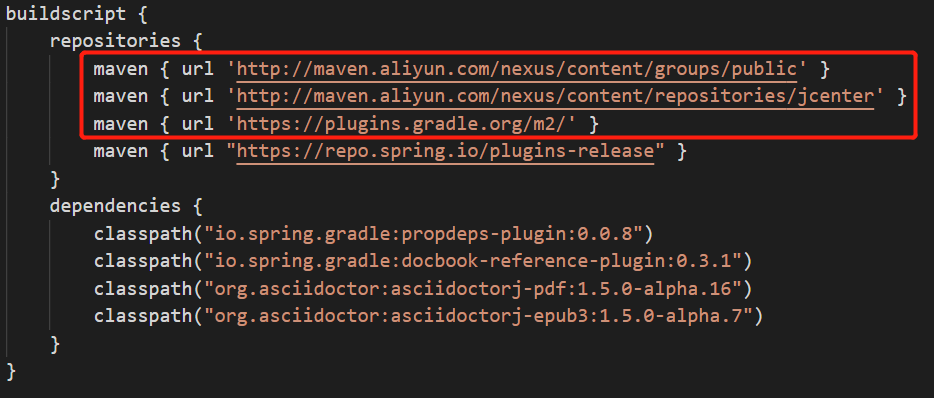 buildscript {
    repositories {
        maven { url 'http://maven.aliyun.com/nexus/content/groups/public' }
        maven { url 'http://maven.aliyun.com/nexus/content/repositories/jcenter' }
        maven { url 'https://plugins.gradle.org/m2/' }
        maven { url "https://repo.spring.io/plugins-release" }
    }
    dependencies {
        classpath("io.spring.gradle:propdeps-plugin:0.0.8")
        classpath("io.spring.gradle:docbook-reference-plugin:0.3.1")
        classpath("org.asciidoctor:asciidoctorj-pdf:1.5.0-alpha.16")
        classpath("org.asciidoctor:asciidoctorj-epub3:1.5.0-alpha.7")
    }
}